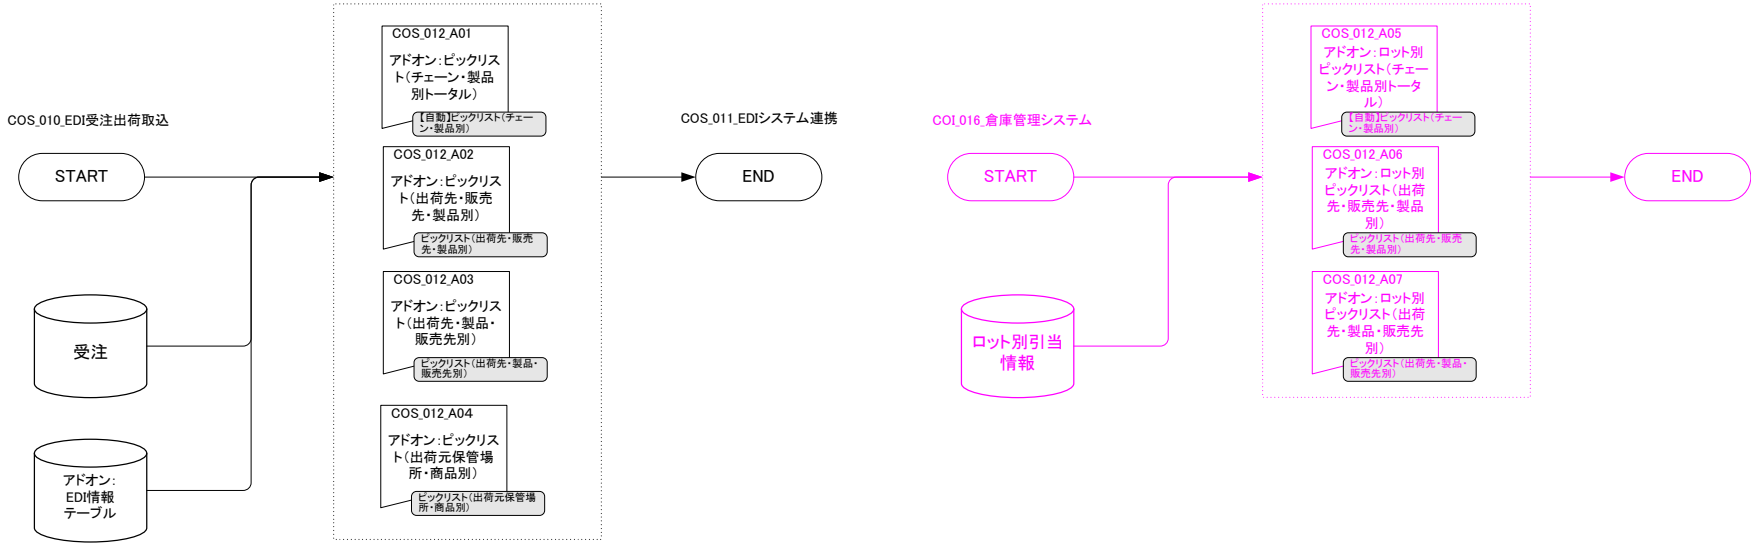 COS_010_EDI受注出荷取込
START
受注
アドオン：
EDI情報
テーブル
COS_012_A01
アドオン：ピックリス
ト（チェーン・製品
別トータル）
【自動】ピックリスト（チェー
ン・製品別）
COS_012_A02
アドオン：ピックリス
ト（出荷先・販売
先・製品別）
ピックリスト（出荷先・販売
先・製品別）
COS_012_A03
アドオン：ピックリス
ト（出荷先・製品・
販売先別）
ピックリスト（出荷先・製品・
販売先別）
COS_012_A04
アドオン：ピックリス
ト（出荷元保管場
所・商品別）
ピックリスト（出荷元保管場
所・商品別）
COS_011_EDIシステム連携
END
COI_016_倉庫管理システム
START
ロット別引当
情報
COS_012_A05
アドオン：ロット別
ピックリスト（チェー
ン・製品別トータ
ル）
【自動】ピックリスト（チェー
ン・製品別）
COS_012_A06
アドオン：ロット別
ピックリスト（出荷
先・販売先・製品
別）
ピックリスト（出荷先・販売
先・製品別）
COS_012_A07
アドオン：ロット別
ピックリスト（出荷
先・製品・販売先
別）
ピックリスト（出荷先・製品・
販売先別）
END